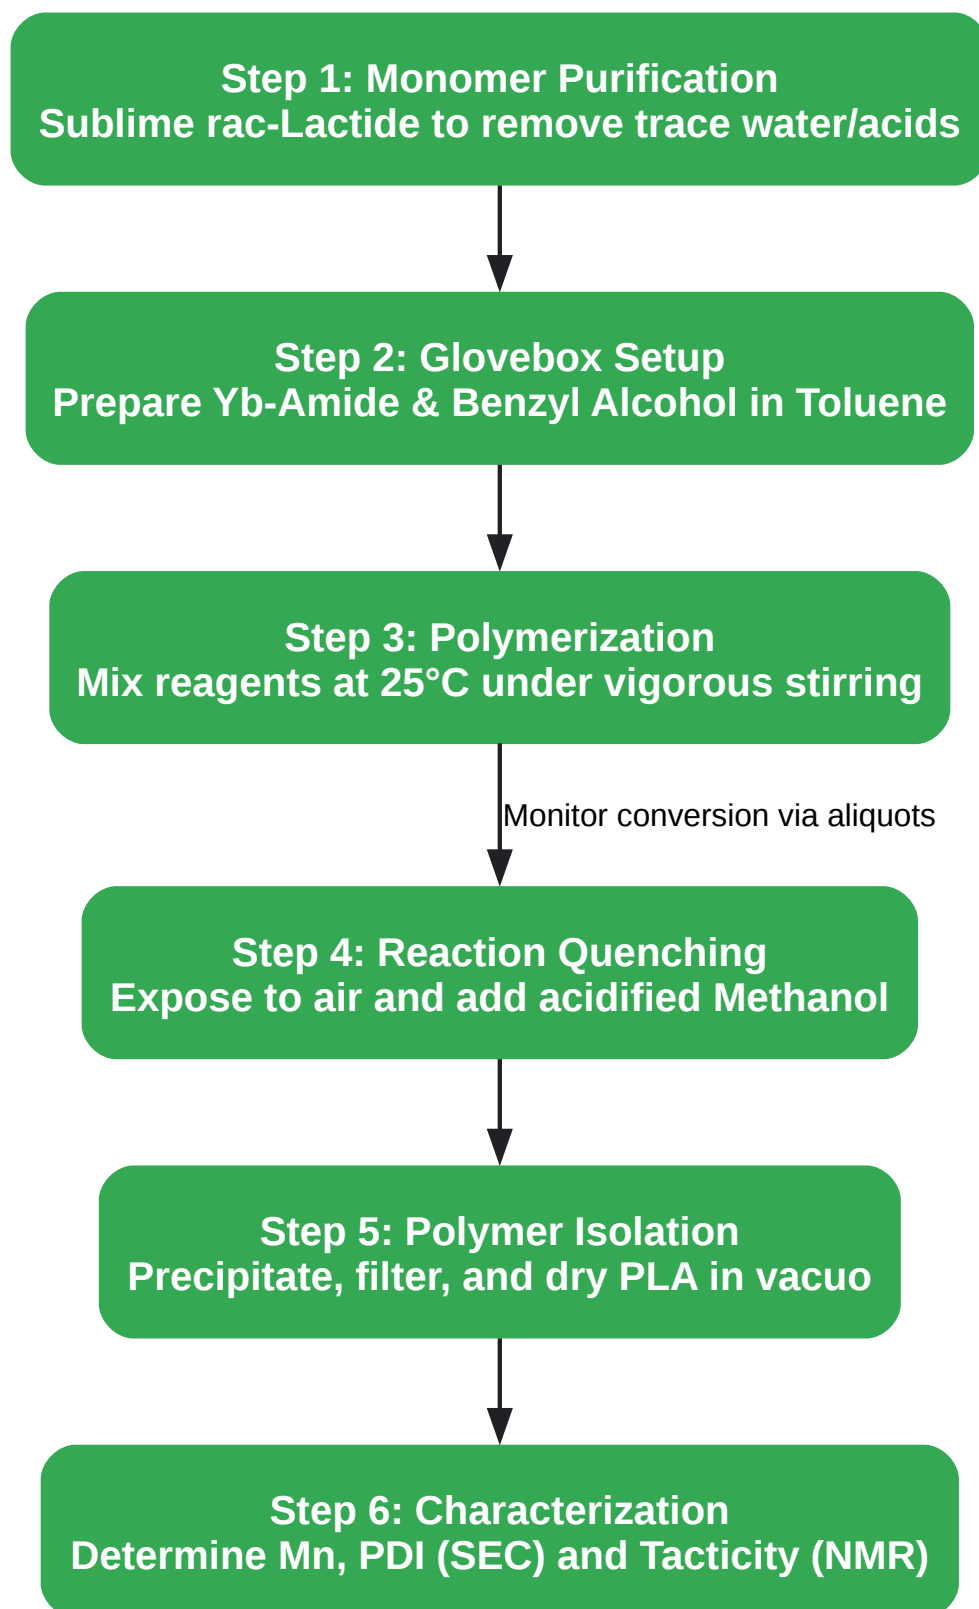 Step 1: Monomer Purification
Sublime rac-Lactide to remove trace water/acids
Step 2: Glovebox Setup
Prepare Yb-Amide & Benzyl Alcohol in Toluene
Step 3: Polymerization
Mix reagents at 25°C under vigorous stirring
Monitor conversion via aliquots
Step 4: Reaction Quenching
Expose to air and add acidified Methanol
Step 5: Polymer Isolation
Precipitate, filter, and dry PLA in vacuo
Step 6: Characterization
Determine Mn, PDI (SEC) and Tacticity (NMR)